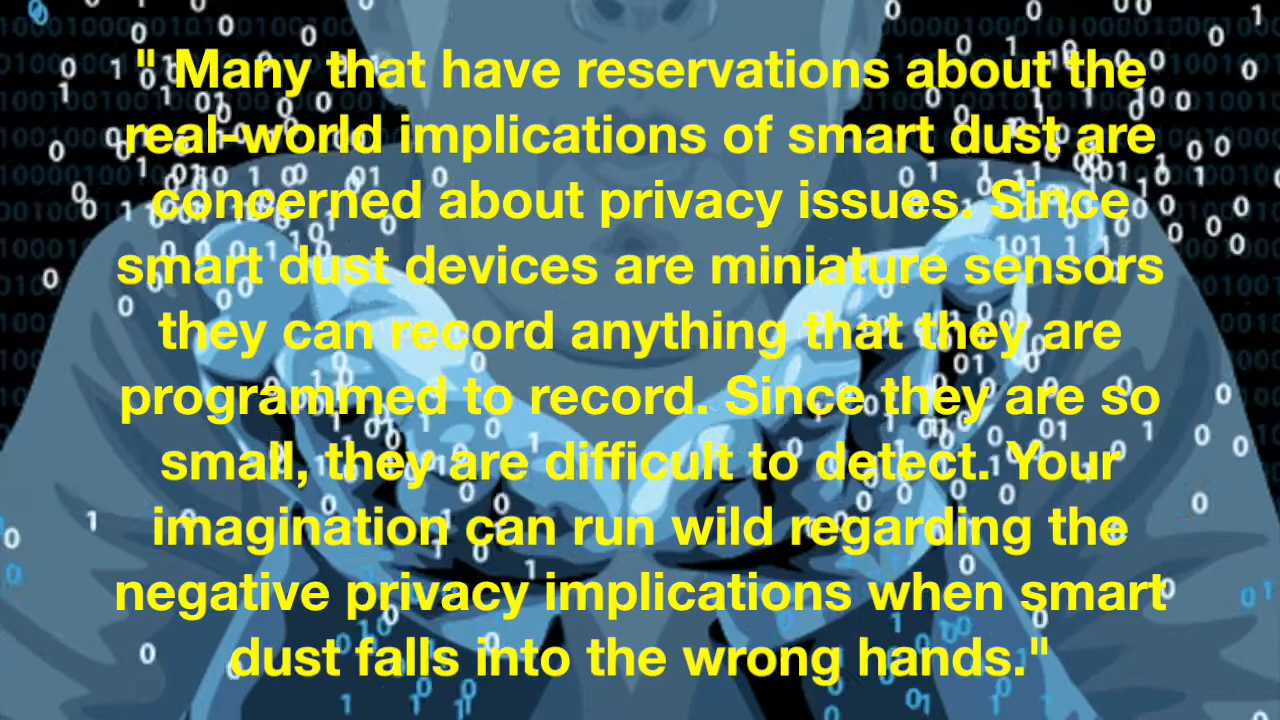 " Many that have reservations about the
real-world implications of smart dust are
concerned about privacy issues. Since
smart dust devices are miniature sensors
they can record anything that they are
programmed to record. Since they are so
small, they are difficult to detect. Your
imagination can run wild regarding the
negative privacy implications when smart
dust falls into the wrong hands."